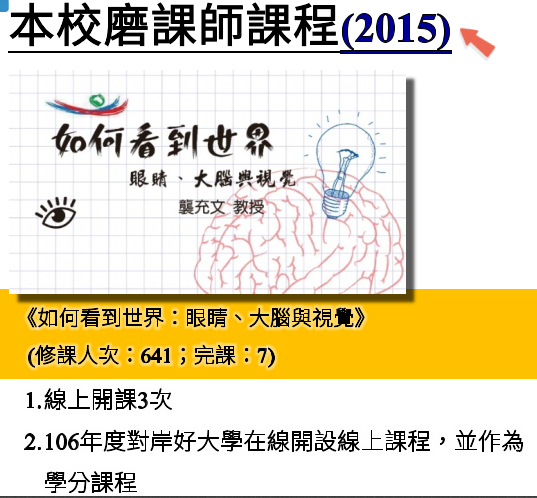 本校磨課師課程(2015)
如何看到世界
眼睛、大腦與視覺
龔充文 教授
《如何看到世界：眼睛、大腦與視覺》
(修課人次：641；完課：7)
1.線上開課3次
2.106年度對岸好大學在線開設線上課程，並作為
學分課程